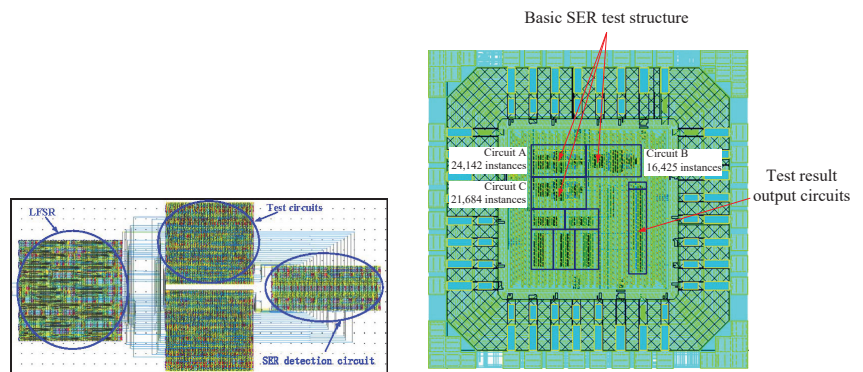 LFSR
Test circuits
SER detection circuit
Basic SER test structure
Circuit A
24,142 instances
Circuit B
16,425 instances
Circuit C
21,684 instances
Test result
output circuits